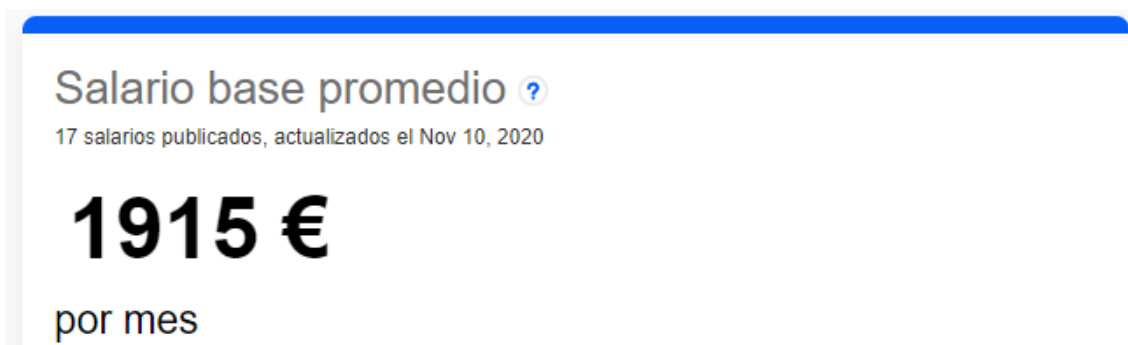 Salario base promedio ?
17 salarios publicados, actualizados el Nov 10, 2020
1915 €
por mes